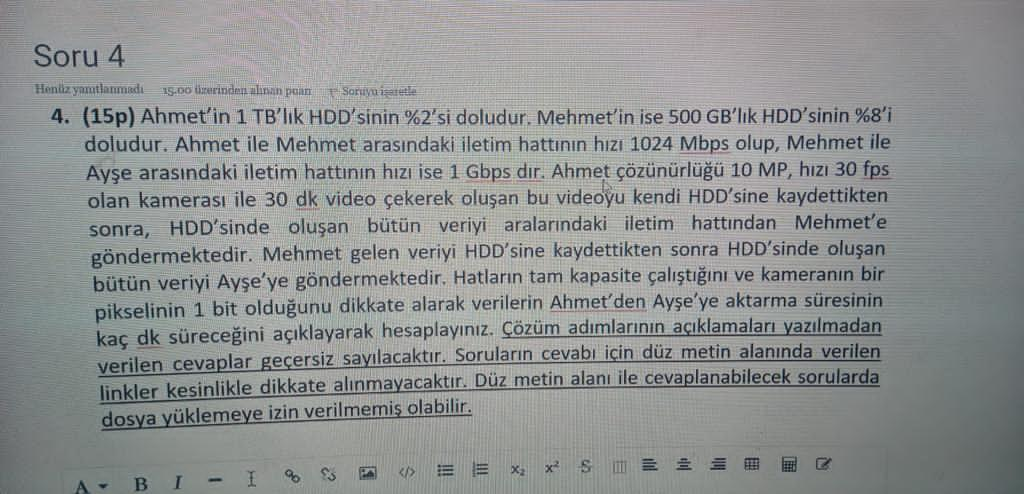 Soru 4
Henüz yanıtlanmadı 15,00 üzerinden alınan puan Soruyu işaretle
4. (15p) Ahmet'in 1 TB'lık HDD'sinin %2'si doludur. Mehmet'in ise 500 GB'lık HDD'sinin %8'i
doludur. Ahmet ile Mehmet arasındaki iletim hattının hızı 1024 Mbps olup, Mehmet ile
Ayşe arasındaki iletim hattının hızı ise 1 Gbps dır. Ahmet çözünürlüğü 10 MP, hızı 30 fps
olan kamerası ile 30 dk video çekerek oluşan bu videoyu kendi HDD'sine kaydettikten
sonra, HDD'sinde oluşan bütün veriyi aralarındaki iletim hattından Mehmet'e
göndermektedir. Mehmet gelen veriyi HDD'sine kaydettikten sonra HDD'sinde oluşan
bütün veriyi Ayşe'ye göndermektedir. Hatların tam kapasite çalıştığını ve kameranın bir
pikselinin 1 bit olduğunu dikkate alarak verilerin Ahmet'den Ayşe'ye aktarma süresinin
kaç dk süreceğini açıklayarak hesaplayınız. Çözüm adımlarının açıklamaları yazılmadan
verilen cevaplar geçersiz sayılacaktır. Soruların cevabı için düz metin alanında verilen
linkler kesinlikle dikkate alınmayacaktır. Düz metin alanı ile cevaplanabilecek sorularda
dosya yüklemeye izin verilmemiş olabilir.
A B I </> x₂ x² S